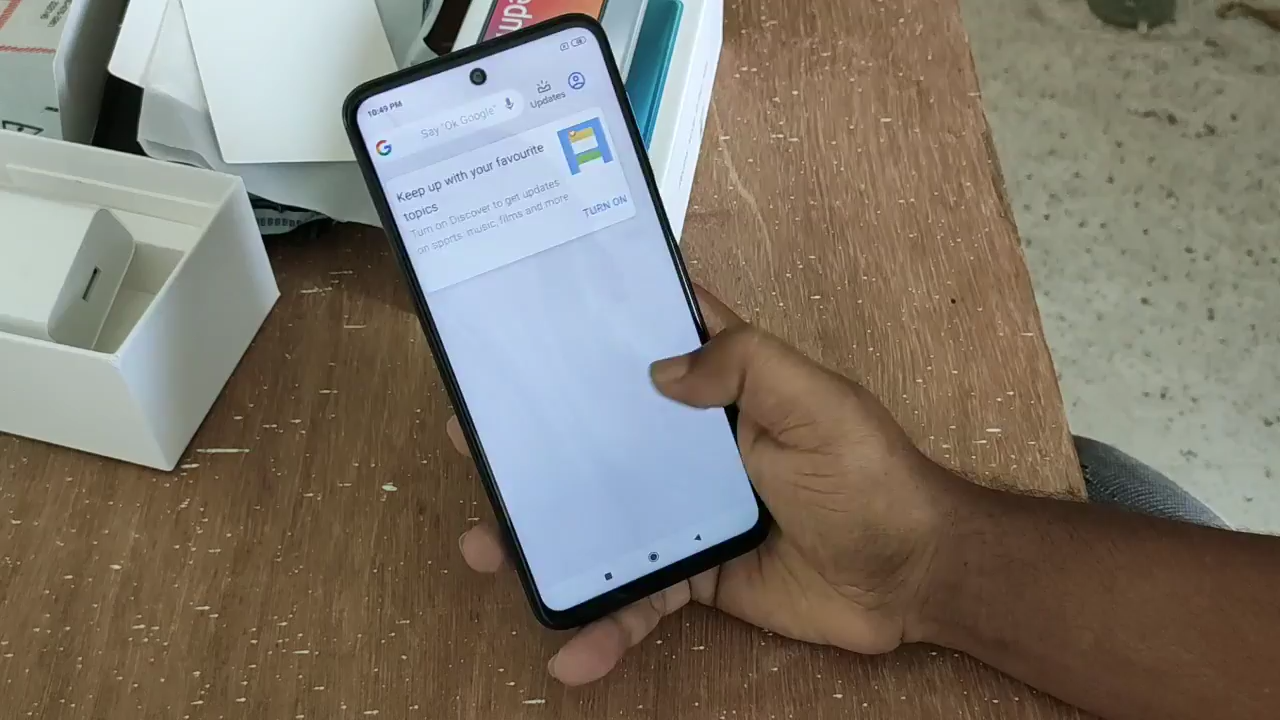 edr
10:49 PM
Say "Ok Google"
Updates
Keep up with your favourite
topics
Turn on Discover to get updates
on sports, music, films and more
TURN ON